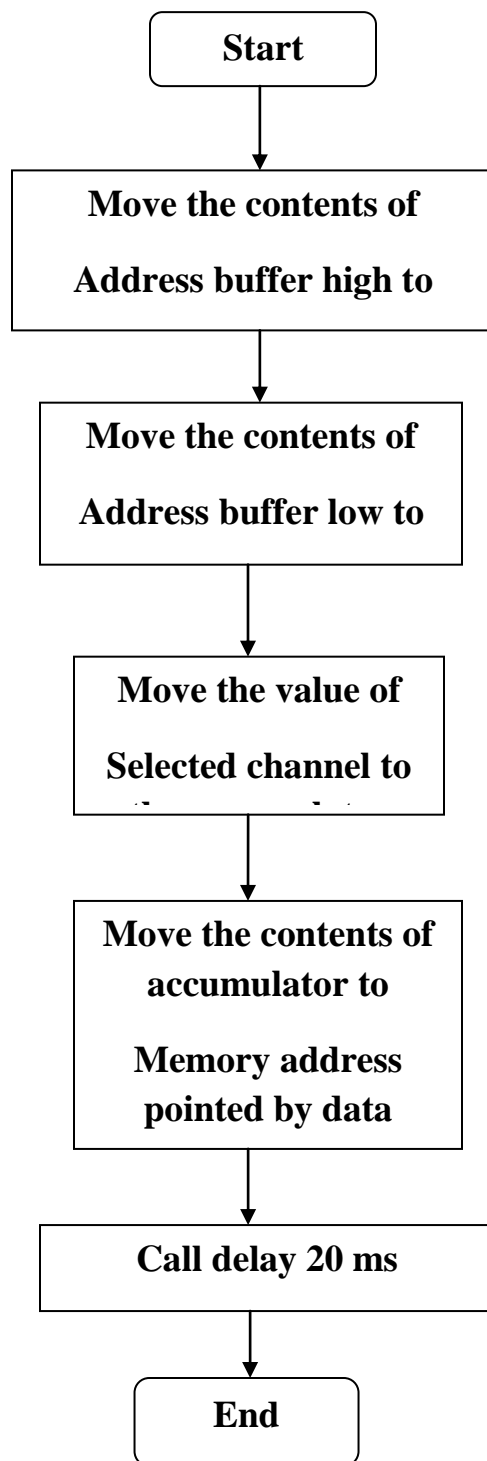 Start
Move the contents of
Address buffer high to
Move the contents of
Address buffer low to
Move the value of
Selected channel to
Move the contents of
accumulator to
Memory address
pointed by data
Call delay 20 ms
End